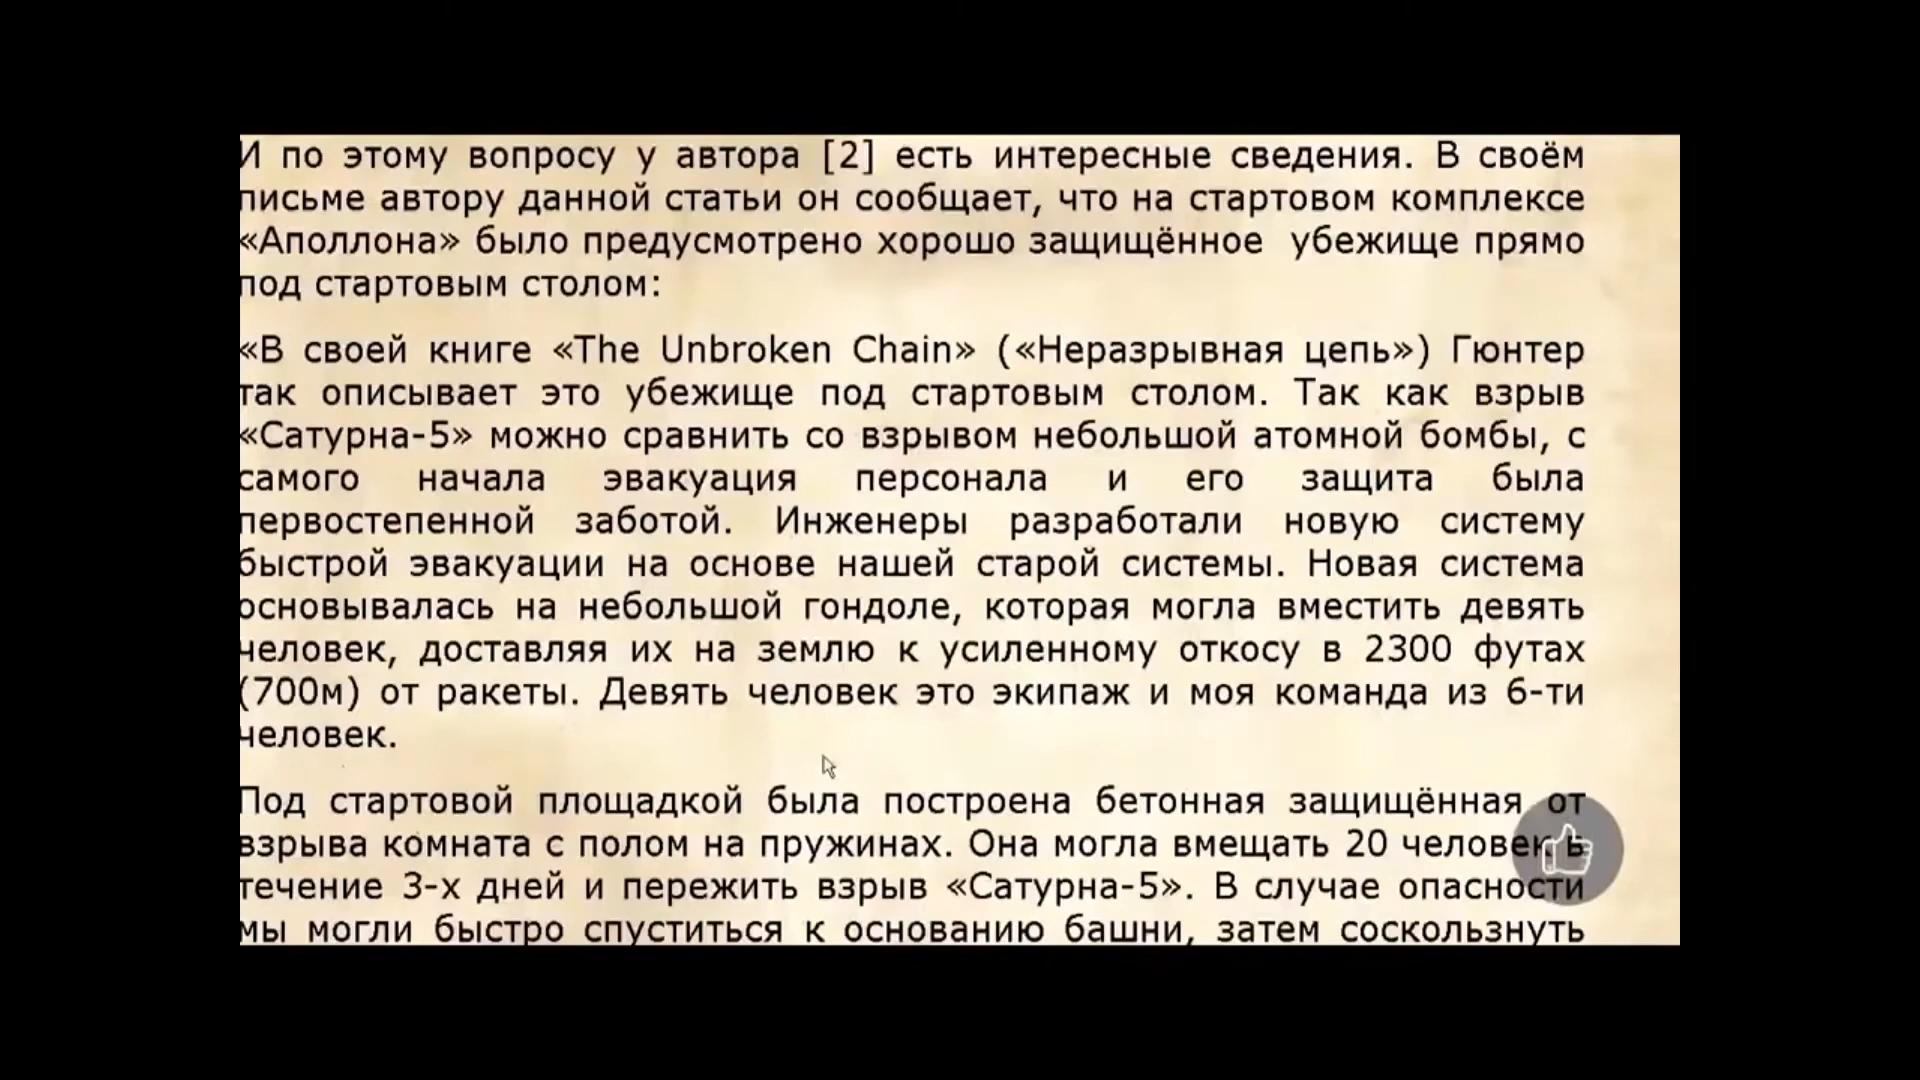 И по этому вопросу у автора [2] есть интересные сведения. В своём
письме автору данной статьи он сообщает, что на стартовом комплексе
«Аполлона» было предусмотрено хорошо защищённое убежище прямо
под стартовым столом:
«В своей книге «The Unbroken Chain» («Неразрывная цепь») Гюнтер
так описывает это убежище под стартовым столом. Так как взрыв
«Сатурна-5» можно сравнить со взрывом небольшой атомной бомбы, с
самого начала эвакуация персонала и его защита была
первостепенной заботой. Инженеры разработали новую систему
быстрой эвакуации на основе нашей старой системы. Новая система
основывалась на небольшой гондоле, которая могла вместить девять
человек, доставляя их на землю к усиленному откосу в 2300 футах
(700м) от ракеты. Девять человек это экипаж и моя команда из 6-ти
человек.
Под стартовой площадкой была построена бетонная защищённая от
взрыва комната с полом на пружинах. Она могла вмещать 20 человек в
течение 3-х дней и пережить взрыв «Сатурна-5». В случае опасности
мы могли быстро спуститься к основанию башни, затем соскользнуть